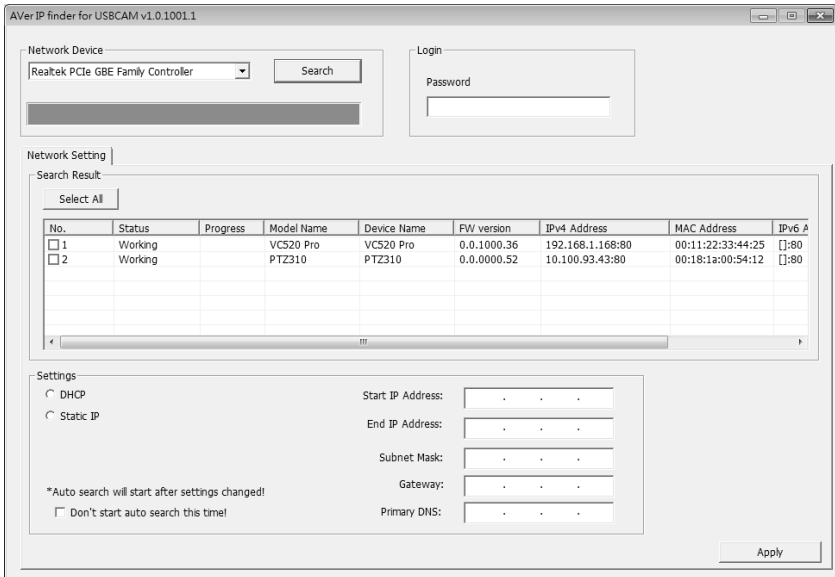 AVer IP finder for USBCAM v1.0.1001.1
Network Device
Realtek PCIe GBE Family Controller
Search
Login
Password
Network Setting
Search Result
Select All
No. Status Progress Model Name Device Name FW version IPv4 Address MAC Address IPv6 A
1 Working VC520 Pro VC520 Pro 0.0.1000.36 192.168.1.168:80 00:11:22:33:44:25 []:80
2 Working PTZ310 PTZ310 0.0.0000.52 10.100.93.43:80 00:18:1a:00:54:12 []:80
Settings
DHCP
Static IP
Start IP Address: . . .
End IP Address: . . .
Subnet Mask: . . .
Gateway: . . .
Primary DNS: . . .
*Auto search will start after settings changed!
Don't start auto search this time!
Apply